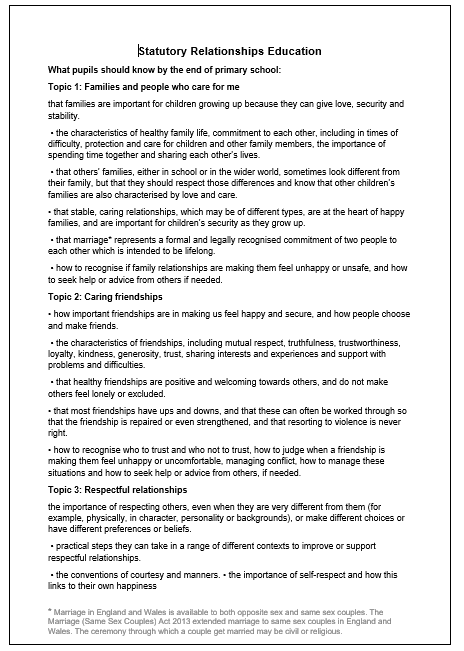 Statutory Relationships Education
What pupils should know by the end of primary school:
Topic 1: Families and people who care for me
that families are important for children growing up because they can give love, security and
stability.
• the characteristics of healthy family life, commitment to each other, including in times of
difficulty, protection and care for children and other family members, the importance of
spending time together and sharing each other's lives.
• that others' families, either in school or in the wider world, sometimes look different from
their family, but that they should respect those differences and know that other children's
families are also characterised by love and care.
• that stable, caring relationships, which may be of different types, are at the heart of happy
families, and are important for children's security as they grow up.
• that marriage* represents a formal and legally recognised commitment of two people to
each other which is intended to be lifelong.
• how to recognise if family relationships are making them feel unhappy or unsafe, and how
to seek help or advice from others if needed.
Topic 2: Caring friendships
• how important friendships are in making us feel happy and secure, and how people choose
and make friends.
• the characteristics of friendships, including mutual respect, truthfulness, trustworthiness,
loyalty, kindness, generosity, trust, sharing interests and experiences and support with
problems and difficulties.
• that healthy friendships are positive and welcoming towards others, and do not make
others feel lonely or excluded.
• that most friendships have ups and downs, and that these can often be worked through so
that the friendship is repaired or even strengthened, and that resorting to violence is never
right.
• how to recognise who to trust and who not to trust, how to judge when a friendship is
making them feel unhappy or uncomfortable, managing conflict, how to manage these
situations and how to seek help or advice from others, if needed.
Topic 3: Respectful relationships
the importance of respecting others, even when they are very different from them (for
example, physically, in character, personality or backgrounds), or make different choices or
have different preferences or beliefs.
• practical steps they can take in a range of different contexts to improve or support
respectful relationships.
• the conventions of courtesy and manners. • the importance of self-respect and how this
links to their own happiness
* Marriage in England and Wales is available to both opposite sex and same sex couples. The
Marriage (Same Sex Couples) Act 2013 extended marriage to same sex couples in England and
Wales. The ceremony through which a couple get married may be civil or religious.